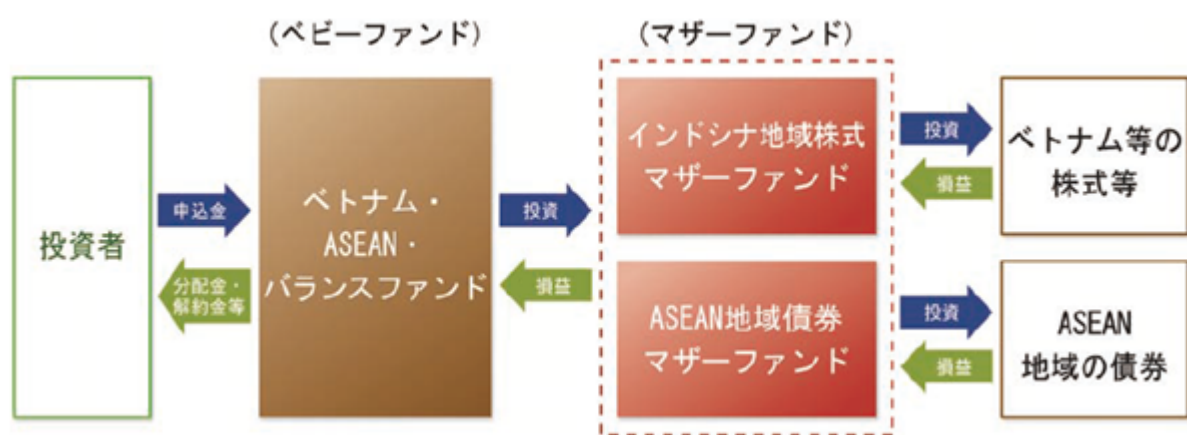 (ベビーファンド)
(マザーファンド)
投資者
申込金
分配金・
解約金等
ベトナム・
ASEAN・
バランスファンド
投資
損益
インドシナ地域株式
マザーファンド
投資
損益
ベトナム等の
株式等
ASEAN地域債券
マザーファンド
投資
損益
ASEAN
地域の債券